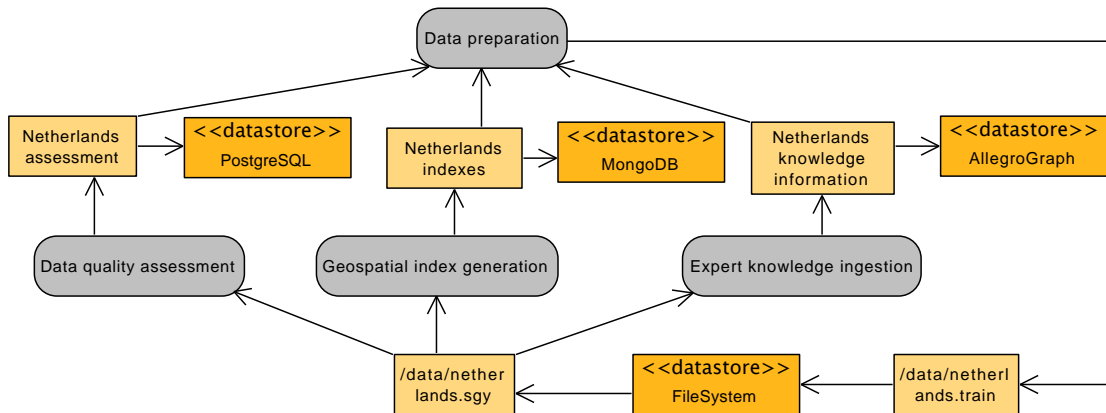 Data preparation
Netherlands
assessment
<<datastore>>
PostgreSQL
Netherlands
indexes
<<datastore>>
MongoDB
Netherlands
knowledge
information
<<datastore>>
AllegroGraph
Data quality assessment
Geospatial index generation
Expert knowledge ingestion
/data/nether
lands.sgy
<<datastore>>
FileSystem
/data/netherl
ands.train